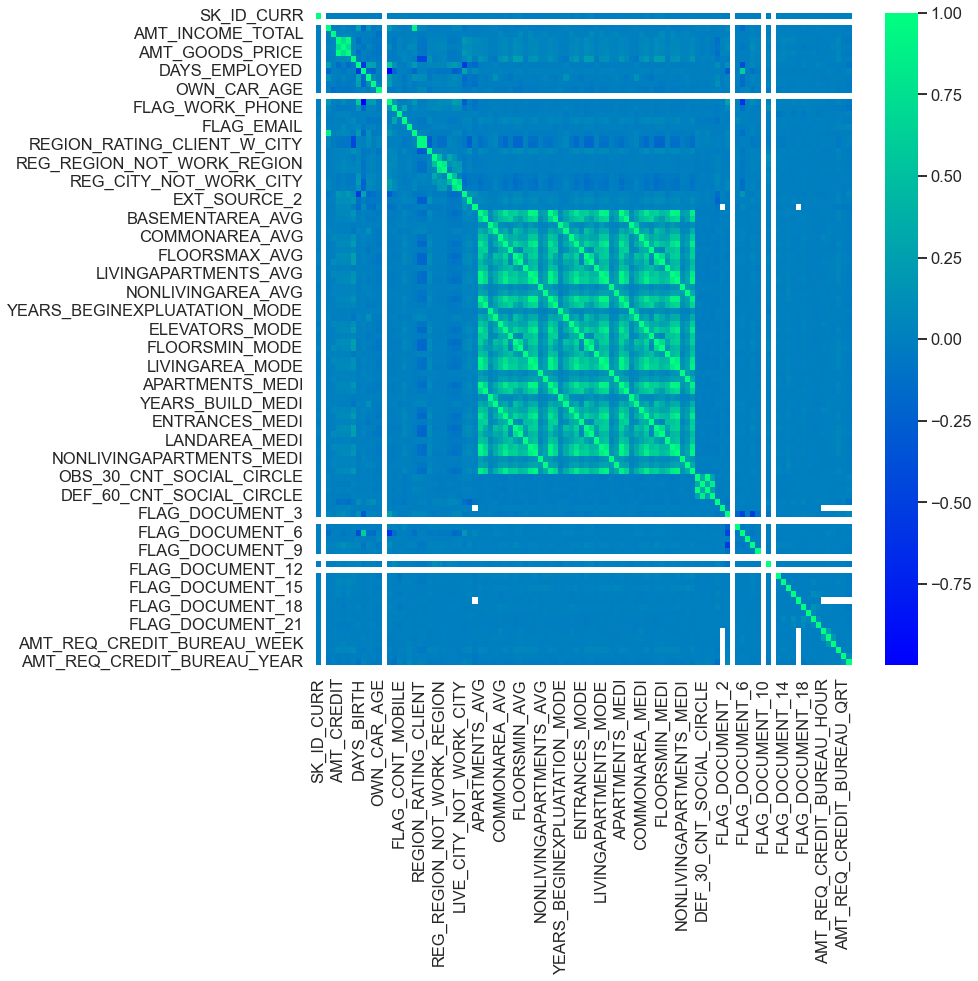 SK_ID_CURR
AMT_INCOME_TOTAL
AMT_GOODS_PRICE
DAYS_EMPLOYED
OWN_CAR_AGE
FLAG_WORK_PHONE
FLAG_EMAIL
REGION_RATING_CLIENT_W_CITY
REG_REGION_NOT_WORK_REGION
REG_CITY_NOT_WORK_CITY
EXT_SOURCE_2
BASEMENTAREA_AVG
COMMONAREA_AVG
FLOORSMAX_AVG
LIVINGAPARTMENTS_AVG
NONLIVINGAREA_AVG
YEARS_BEGINEXPLUATATION_MODE
ELEVATORS_MODE
FLOORSMIN_MODE
LIVINGAREA_MODE
APARTMENTS_MEDI
YEARS_BUILD_MEDI
ENTRANCES_MEDI
LANDAREA_MEDI
NONLIVINGAPARTMENTS_MEDI
OBS_30_CNT_SOCIAL_CIRCLE
DEF_60_CNT_SOCIAL_CIRCLE
FLAG_DOCUMENT_3
FLAG_DOCUMENT_6
FLAG_DOCUMENT_9
FLAG_DOCUMENT_12
FLAG_DOCUMENT_15
FLAG_DOCUMENT_18
FLAG_DOCUMENT_21
AMT_REQ_CREDIT_BUREAU_WEEK
AMT_REQ_CREDIT_BUREAU_YEAR
SK_ID_CURR
AMT_CREDIT
DAYS_BIRTH
OWN_CAR_AGE
FLAG_CONT_MOBILE
REGION_RATING_CLIENT
REG_REGION_NOT_WORK_REGION
LIVE_CITY_NOT_WORK_CITY
APARTMENTS_AVG
COMMONAREA_AVG
FLOORSMIN_AVG
NONLIVINGAPARTMENTS_AVG
YEARS_BEGINEXPLUATATION_MODE
ENTRANCES_MODE
LIVINGAPARTMENTS_MODE
APARTMENTS_MEDI
COMMONAREA_MEDI
FLOORSMIN_MEDI
NONLIVINGAPARTMENTS_MEDI
DEF_30_CNT_SOCIAL_CIRCLE
FLAG_DOCUMENT_2
FLAG_DOCUMENT_6
FLAG_DOCUMENT_10
FLAG_DOCUMENT_14
FLAG_DOCUMENT_18
AMT_REQ_CREDIT_BUREAU_HOUR
AMT_REQ_CREDIT_BUREAU_QRT
1.00
0.75
0.50
0.25
0.00
−0.25
−0.50
−0.75